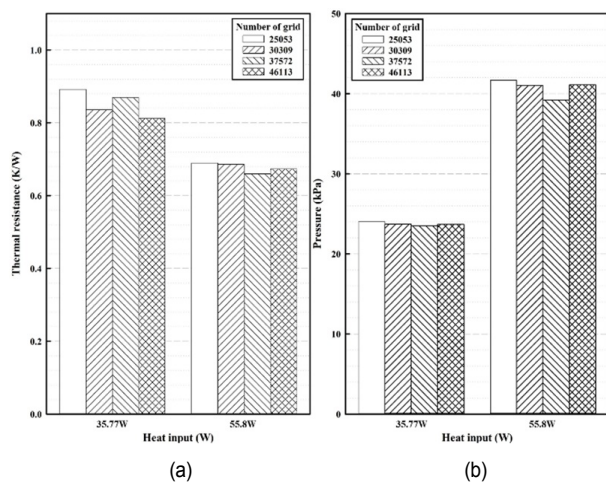 Number of grid
25053
30309
37572
46113
1.0
0.8
0.6
0.4
0.2
0.0
Thermal resistance (K/W)
35.77W
55.8W
Heat input (W)
(a)
Number of grid
25053
30309
37572
46113
50
40
30
20
10
0
Pressure (kPa)
35.77W
55.8W
Heat input (W)
(b)